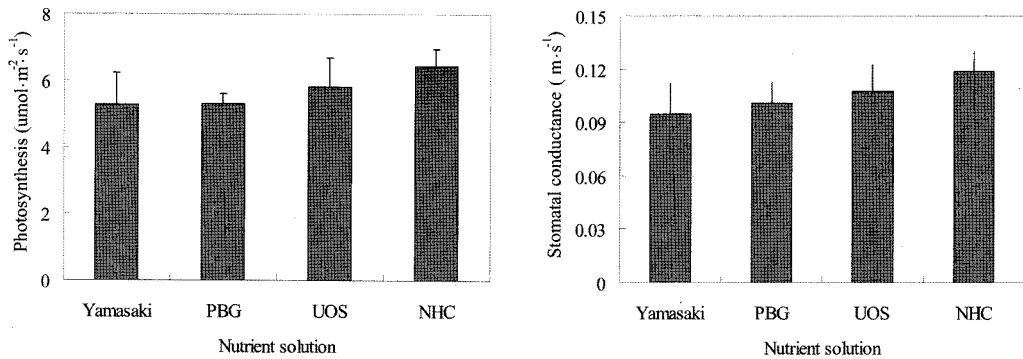 8
6
4
2
0
Photosynthesis (umol·m⁻²·s⁻¹)
Yamasaki PBG UOS NHC
Nutrient solution
0.15
0.12
0.09
0.06
0.03
0
Stomatal conductance ( m·s⁻¹)
Yamasaki PBG UOS NHC
Nutrient solution